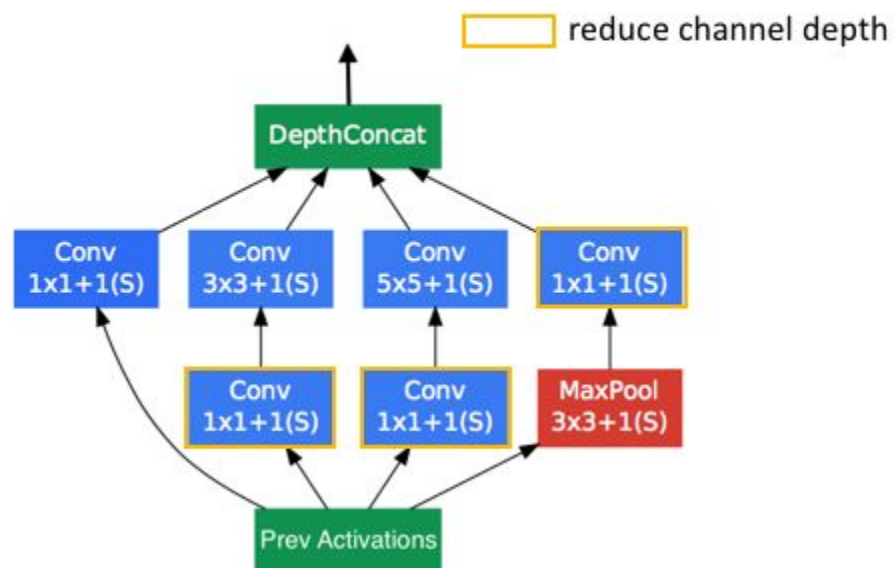 reduce channel depth
DepthConcat
Conv
1x1+1(S)
Conv
3x3+1(S)
Conv
5x5+1(S)
Conv
1x1+1(S)
Conv
1x1+1(S)
Conv
1x1+1(S)
MaxPool
3x3+1(S)
Prev Activations